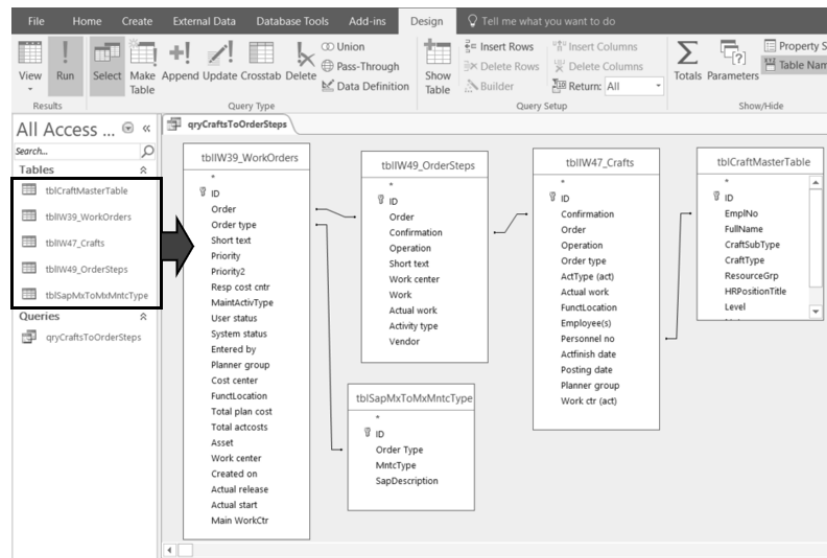 File Home Create External Data Database Tools Add-ins Design Tell me what you want to do
View
Run
Select
Make Table
Append
Update
Crosstab
Delete
Union
Pass-Through
Data Definition
Show Table
Insert Rows
Delete Rows
Builder
Insert Columns
Delete Columns
Return: All
Totals
Parameters
Property S
Table Nam
Results
Query Type
Query Setup
Show/Hide
All Access ... «
Search...
Tables
tblCraftMasterTable
tblIW39_WorkOrders
tblIW47_Crafts
tblIW49_OrderSteps
tblSapMxToMxMntcType
Queries
qryCraftsToOrderSteps
qryCraftsToOrderSteps
tblIW39_WorkOrders
*
ID
Order
Order type
Short text
Priority
Priority2
Resp cost cntr
MaintActivType
User status
System status
Entered by
Planner group
Cost center
FunctLocation
Total plan cost
Total actcosts
Asset
Work center
Created on
Actual release
Actual start
Main WorkCtr
tblIW49_OrderSteps
*
ID
Order
Confirmation
Operation
Short text
Work center
Work
Actual work
Activity type
Vendor
tblSapMxToMxMntcType
*
ID
Order Type
MntcType
SapDescription
tblIW47_Crafts
*
ID
Confirmation
Order
Operation
Order type
ActType (act)
Actual work
FunctLocation
Employee(s)
Personnel no
Actfinish date
Posting date
Planner group
Work ctr (act)
tblCraftMasterTable
*
ID
EmplNo
FullName
CraftSubType
CraftType
ResourceGrp
HRPositionTitle
Level